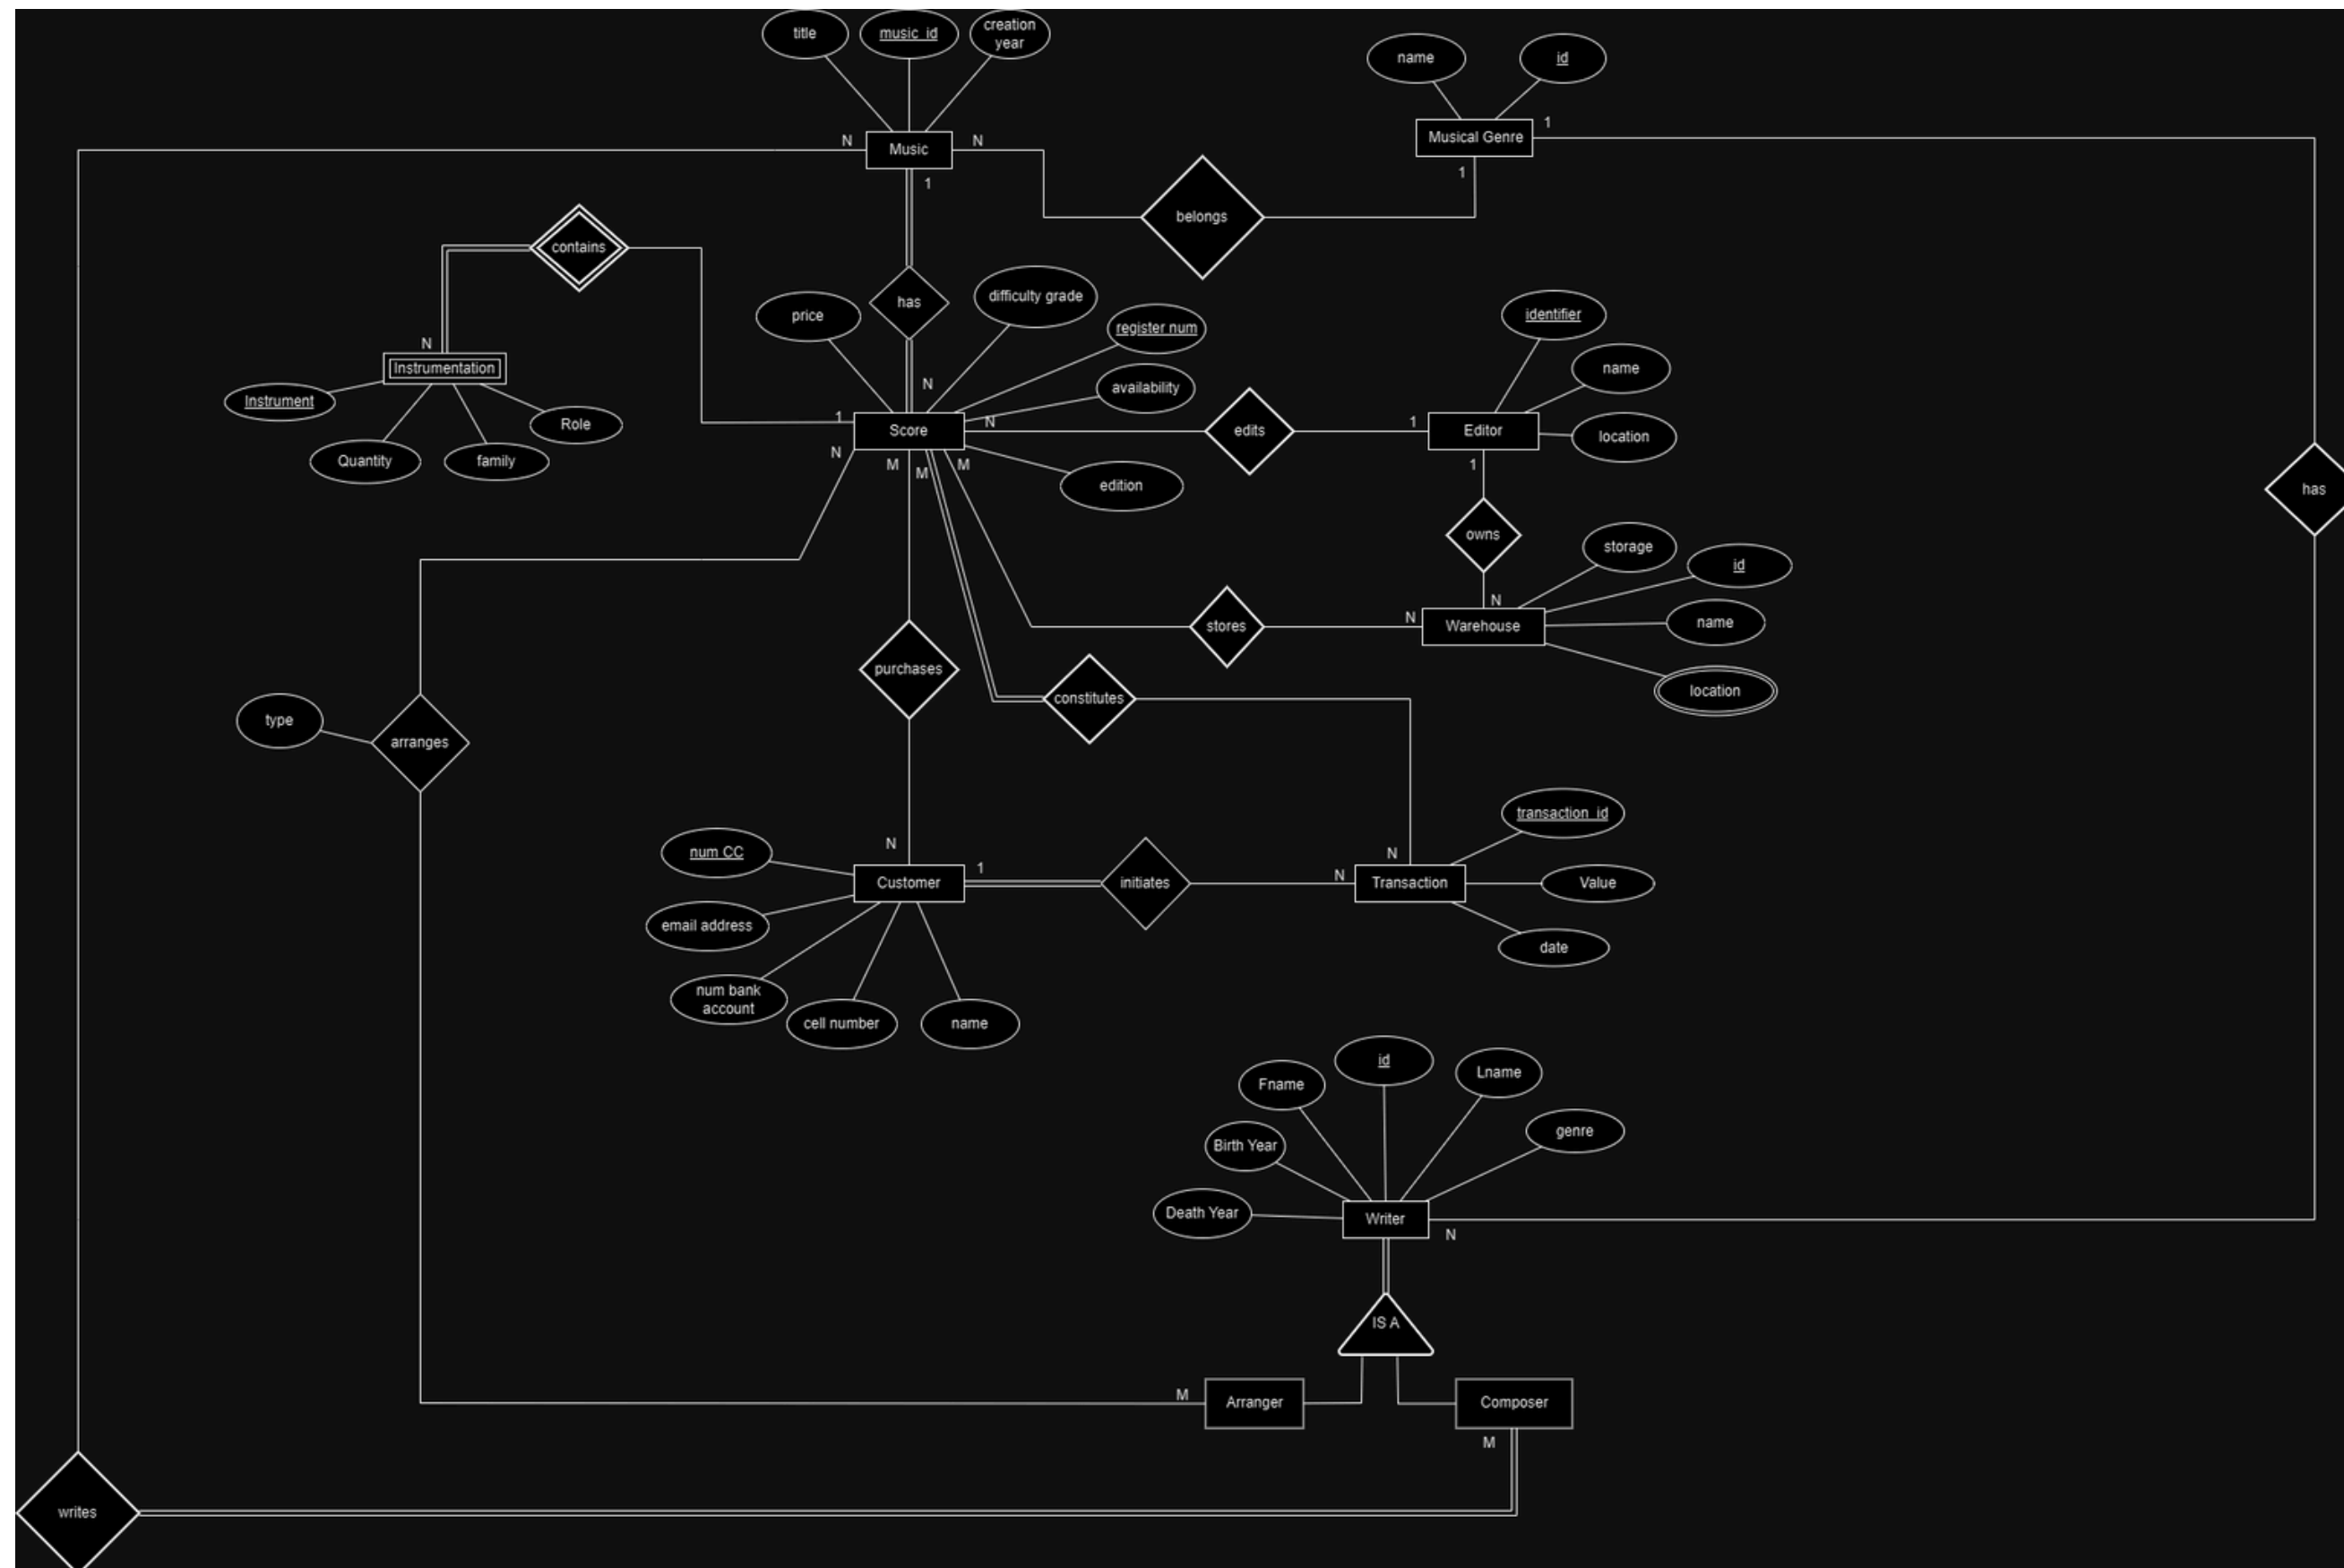 title
music_id
creation
year
name
id
N
Music
N
1
Musical Genre
1
1
belongs
contains
has
price
difficulty grade
register num
availability
identifier
name
location
N
Instrumentation
Instrument
Quantity
family
Role
N
1
Score
N
edits
1
Editor
N
M
M
M
edition
1
has
owns
storage
id
name
location
N
stores
N
Warehouse
purchases
constitutes
type
arranges
transaction_id
num CC
N
N
Customer
1
initiates
N
Transaction
Value
email address
date
num bank
account
cell number
name
id
Fname
Lname
Birth Year
genre
Death Year
Writer
N
IS A
M
Arranger
Composer
M
writes